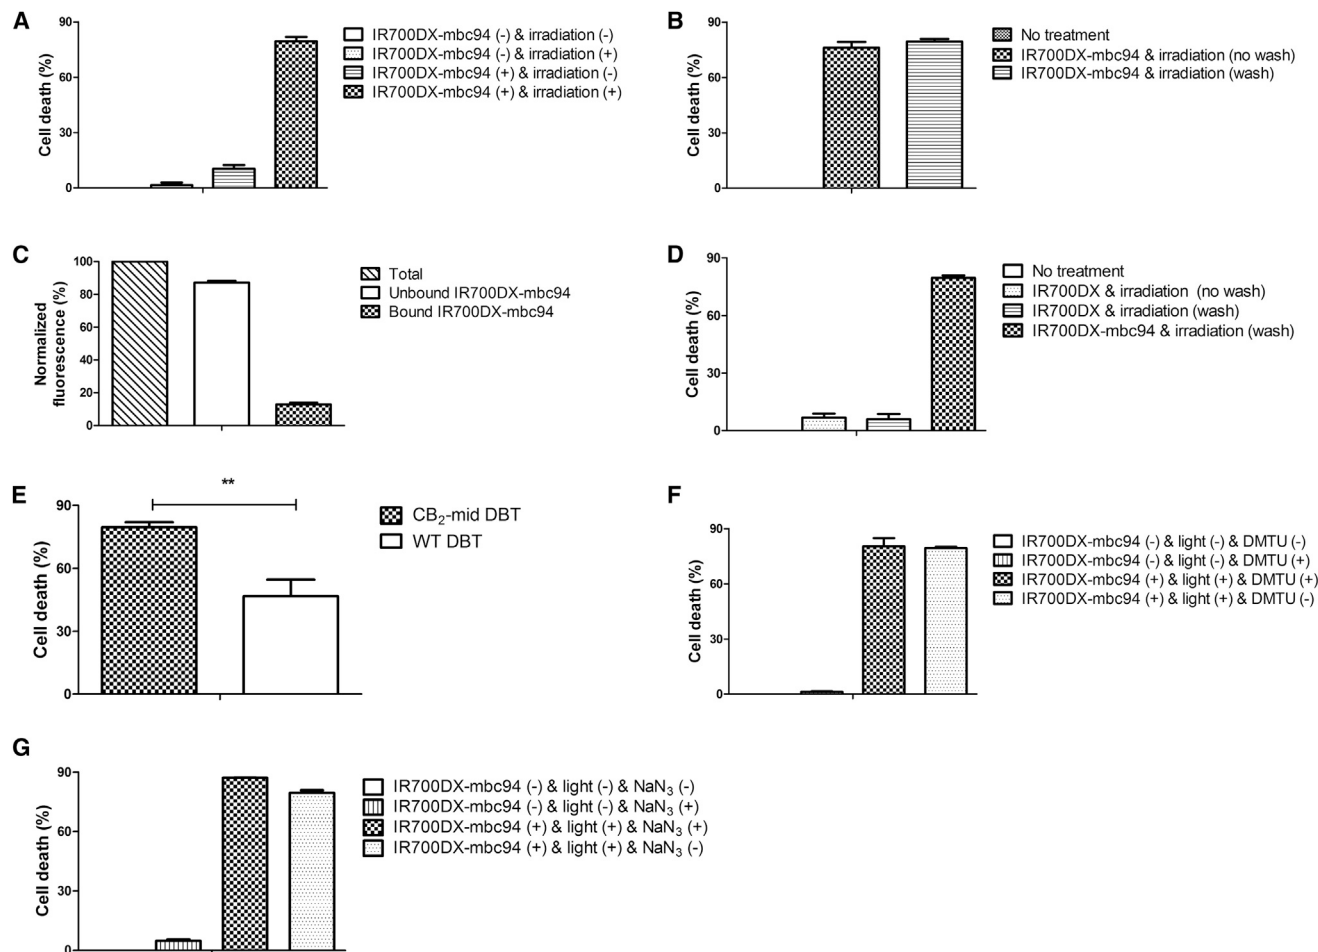 A
Cell death (%)
90
60
30
0
IR700DX-mbc94 (-) & irradiation (-)
IR700DX-mbc94 (-) & irradiation (+)
IR700DX-mbc94 (+) & irradiation (-)
IR700DX-mbc94 (+) & irradiation (+)
B
Cell death (%)
90
60
30
0
No treatment
IR700DX-mbc94 & irradiation (no wash)
IR700DX-mbc94 & irradiation (wash)
C
Normalized
fluorescence (%)
100
80
60
40
20
0
Total
Unbound IR700DX-mbc94
Bound IR700DX-mbc94
D
Cell death (%)
90
60
30
0
No treatment
IR700DX & irradiation (no wash)
IR700DX & irradiation (wash)
IR700DX-mbc94 & irradiation (wash)
E
Cell death (%)
90
60
30
0
**
CB₂-mid DBT
WT DBT
F
Cell death (%)
90
60
30
0
IR700DX-mbc94 (-) & light (-) & DMTU (-)
IR700DX-mbc94 (-) & light (-) & DMTU (+)
IR700DX-mbc94 (+) & light (+) & DMTU (+)
IR700DX-mbc94 (+) & light (+) & DMTU (-)
G
Cell death (%)
90
60
30
0
IR700DX-mbc94 (-) & light (-) & NaN₃ (-)
IR700DX-mbc94 (-) & light (-) & NaN₃ (+)
IR700DX-mbc94 (+) & light (+) & NaN₃ (+)
IR700DX-mbc94 (+) & light (+) & NaN₃ (-)